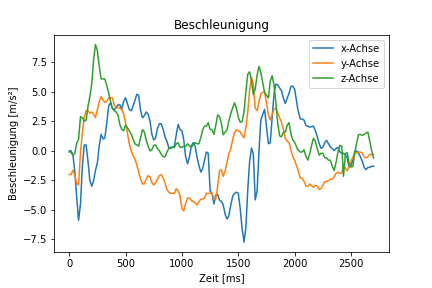 Beschleunigung
Beschleunigung [m/s²]
7.5
5.0
2.5
0.0
−2.5
−5.0
−7.5
x-Achse
y-Achse
z-Achse
0
500
1000
1500
2000
2500
Zeit [ms]